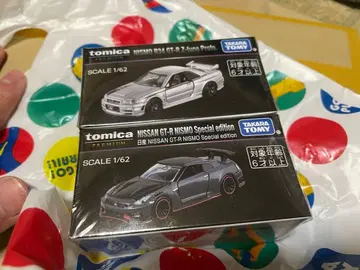 tomica
PREMIUM
NISMO R34 GT-R Z-tune Proto.
TAKARA TOMY
SCALE 1/62
対象年齢
6才以上
tomica
PREMIUM
NISSAN GT-R NISMO Special edition
日産 NISSAN GT-R NISMO Special edition
TAKARA TOMY
SCALE 1/62
対象年齢
6才以上
GO!